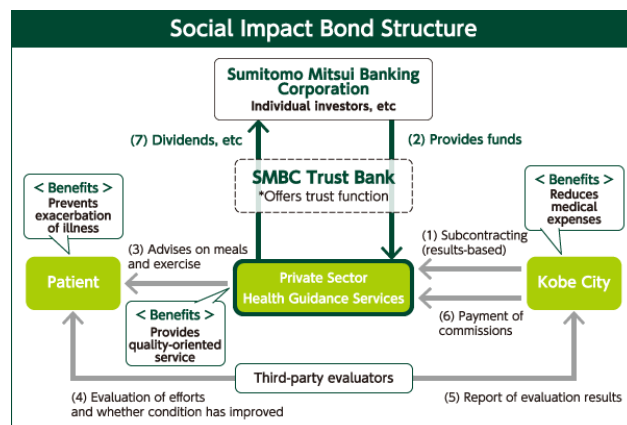 Social Impact Bond Structure
Sumitomo Mitsui Banking
Corporation
Individual investors, etc
(7) Dividends, etc
(2) Provides funds
SMBC Trust Bank
*Offers trust function
< Benefits >
Prevents
exacerbation
of illness
< Benefits >
Reduces
medical
expenses
(3) Advises on meals
and exercise
(1) Subcontracting
(results-based)
Patient
Private Sector
Health Guidance Services
Kobe City
< Benefits >
Provides
quality-oriented
service
(6) Payment of
commissions
Third-party evaluators
(4) Evaluation of efforts
and whether condition has improved
(5) Report of evaluation results